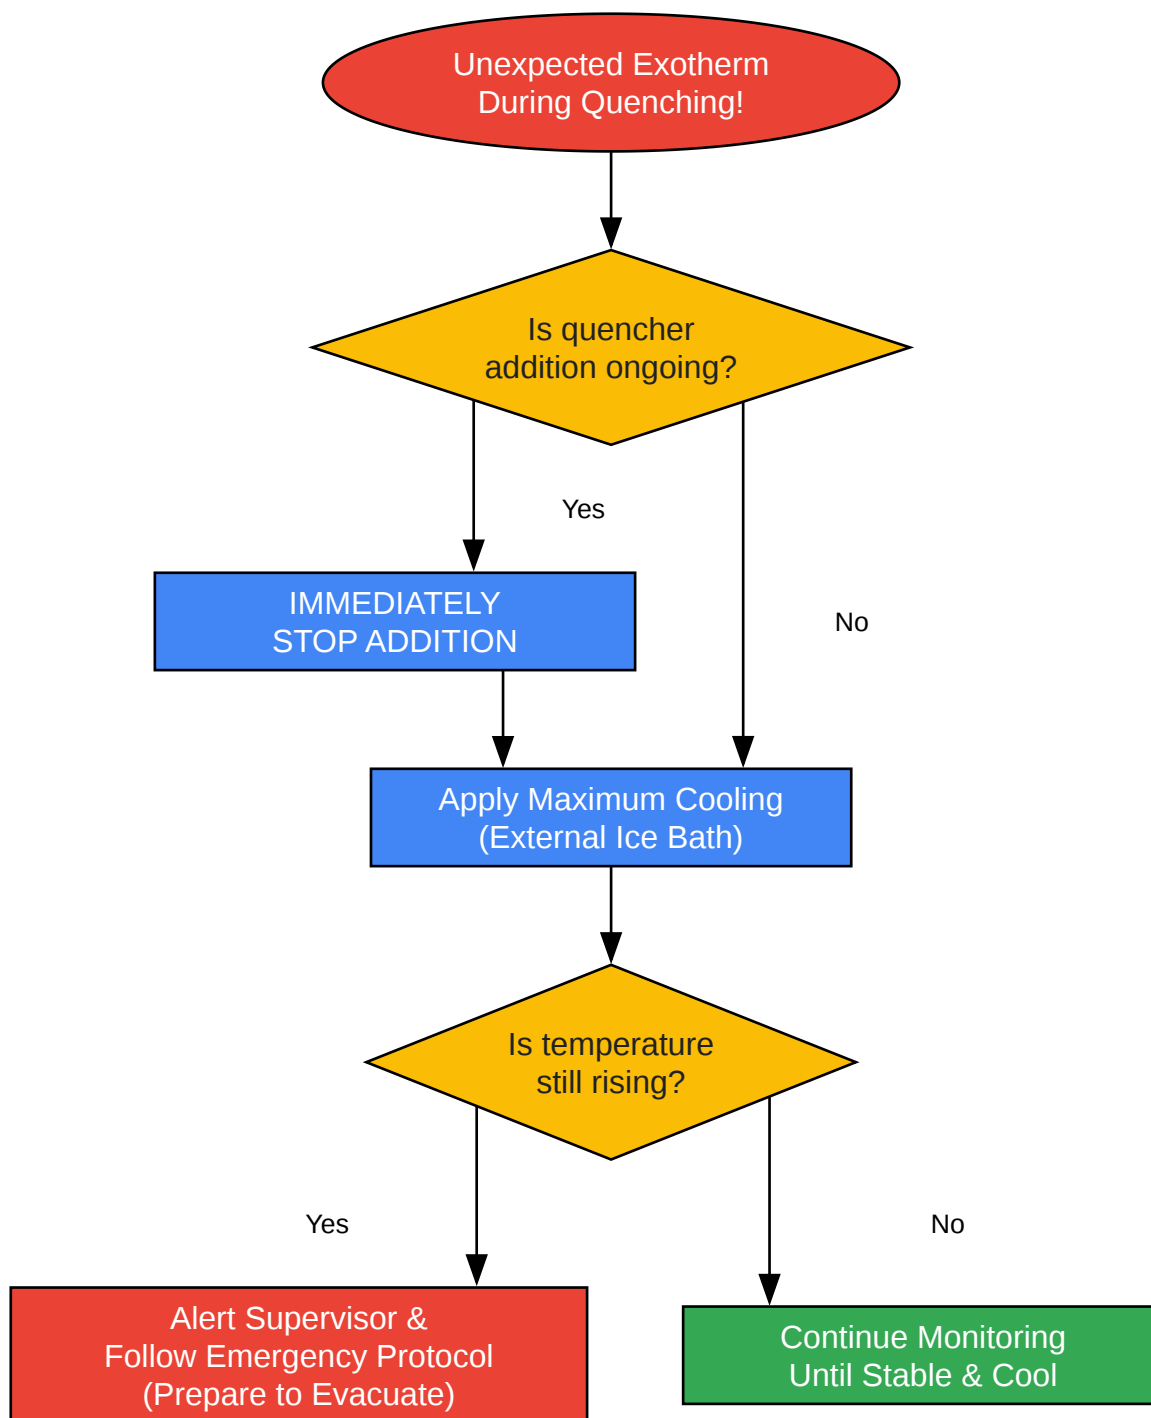 Unexpected Exotherm
During Quenching!
Is quencher
addition ongoing?
Yes
IMMEDIATELY
STOP ADDITION
No
Apply Maximum Cooling
(External Ice Bath)
Is temperature
still rising?
Yes
No
Alert Supervisor &
Follow Emergency Protocol
(Prepare to Evacuate)
Continue Monitoring
Until Stable & Cool